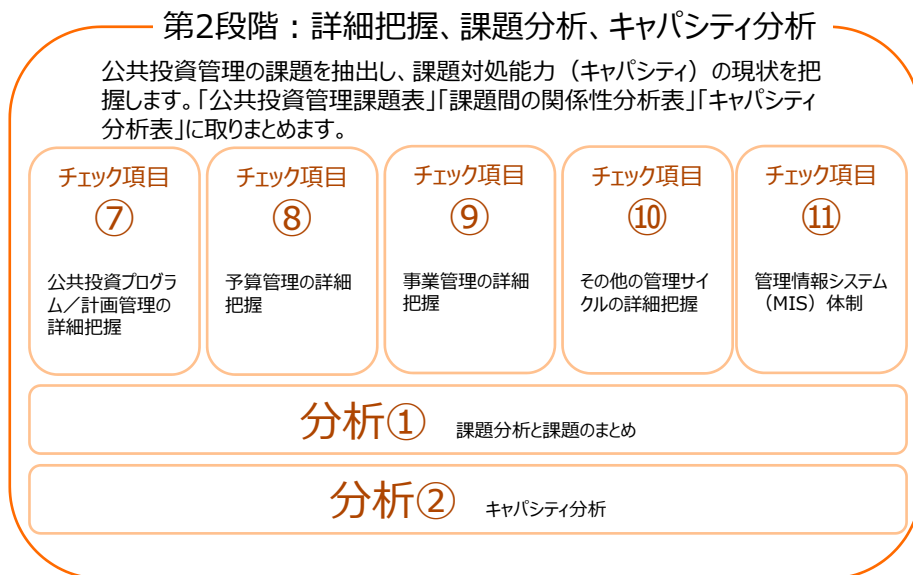 第2段階：詳細把握、課題分析、キャパシティ分析
公共投資管理の課題を抽出し、課題対処能力（キャパシティ）の現状を把
握します。「公共投資管理課題表」「課題間の関係性分析表」「キャパシティ
分析表」に取りまとめます。
チェック項目
⑦
公共投資プログラ
ム／計画管理の
詳細把握
チェック項目
⑧
予算管理の詳細
把握
チェック項目
⑨
事業管理の詳細
把握
チェック項目
⑩
その他の管理サイ
クルの詳細把握
チェック項目
⑪
管理情報システム
（MIS）体制
分析① 課題分析と課題のまとめ
分析② キャパシティ分析